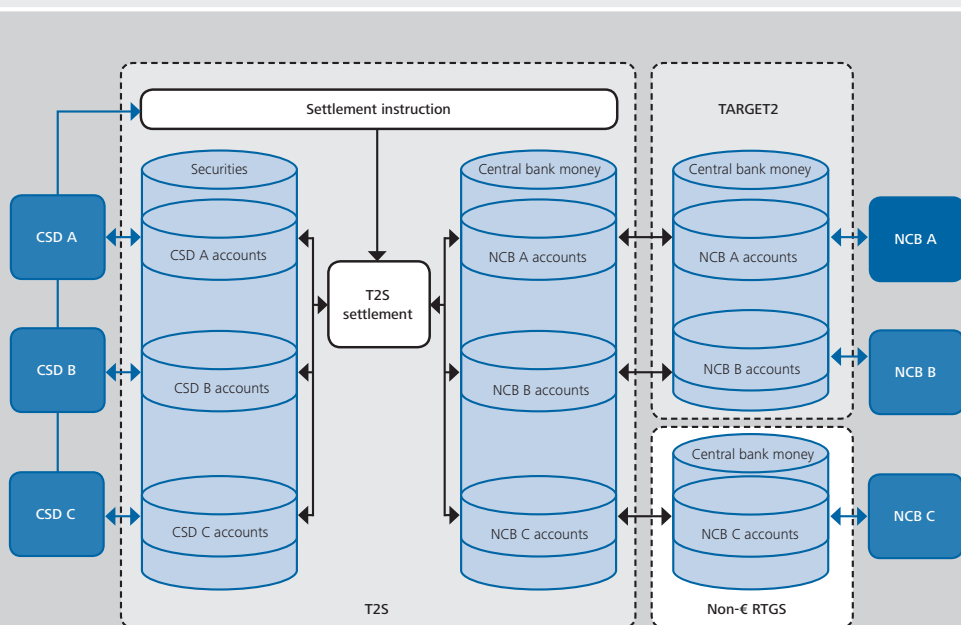 Settlement instruction
TARGET2
Securities
Central bank money
Central bank money
CSD A
CSD A accounts
NCB A accounts
NCB A accounts
NCB A
T2S
settlement
CSD B
CSD B accounts
NCB B accounts
NCB B accounts
NCB B
Central bank money
CSD C
CSD C accounts
NCB C accounts
NCB C accounts
NCB C
T2S
Non-€ RTGS